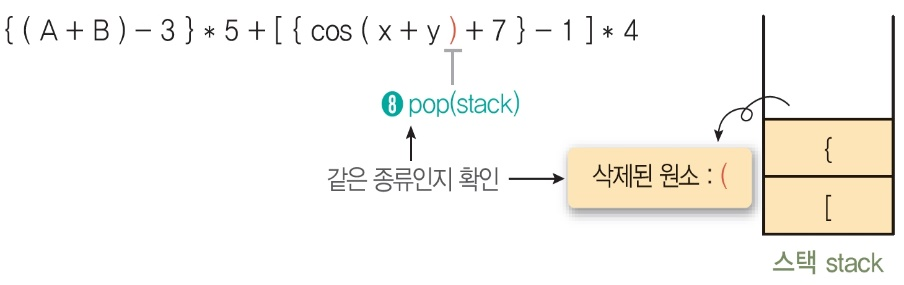 { ( A + B ) − 3 } * 5 + [ { cos ( x + y ) + 7 } − 1 ] * 4
❽ pop(stack)
같은 종류인지 확인
삭제된 원소 : (
{
[
스택 stack